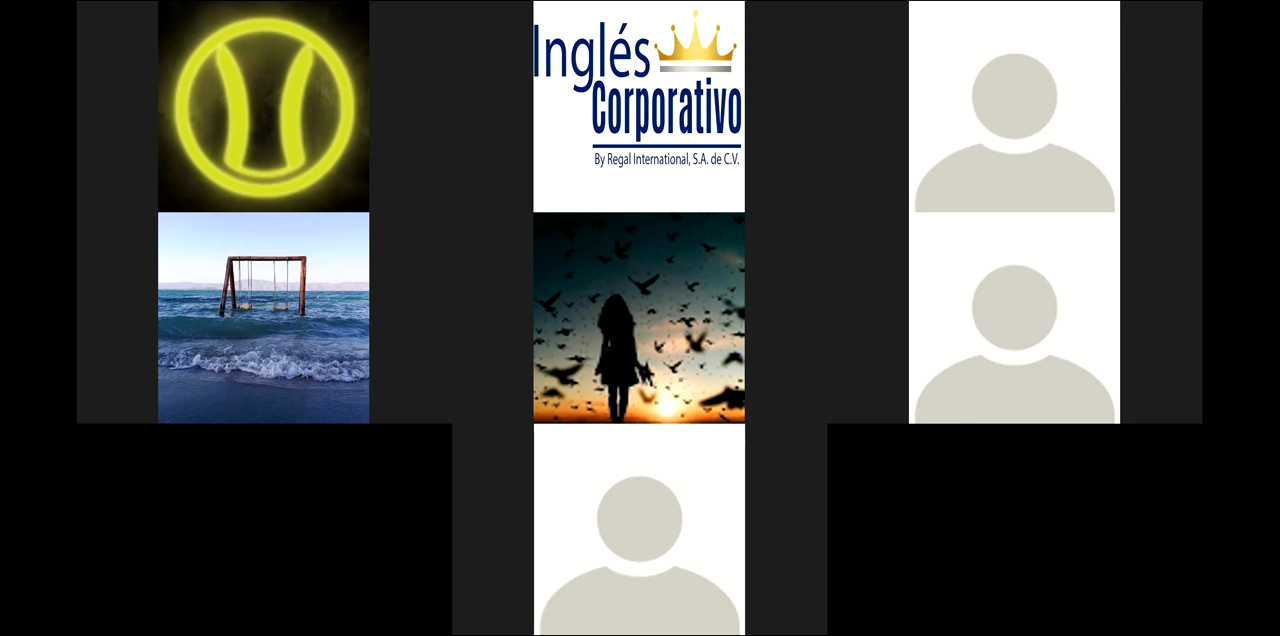 Inglés
Corporativo
By Regal International, S.A. de C.V.